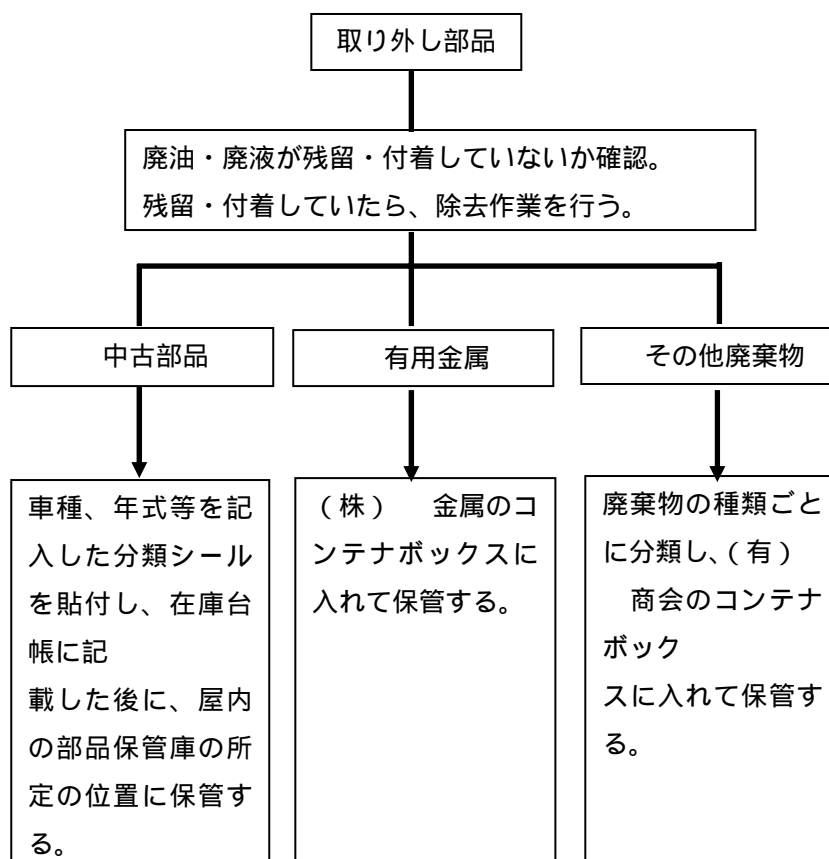 取り外し部品
廃油・廃液が残留・付着していないか確認。
残留・付着していたら、除去作業を行う。
中古部品
有用金属
その他廃棄物
車種、年式等を記
入した分類シール
を貼付し、在庫台
帳に記
載した後に、屋内
の部品保管庫の所
定の位置に保管す
る。
（株）　金属のコ
ンテナボックスに
入れて保管する。
廃棄物の種類ごと
に分類し、（有）
　商会のコンテナ
ボック
スに入れて保管す
る。